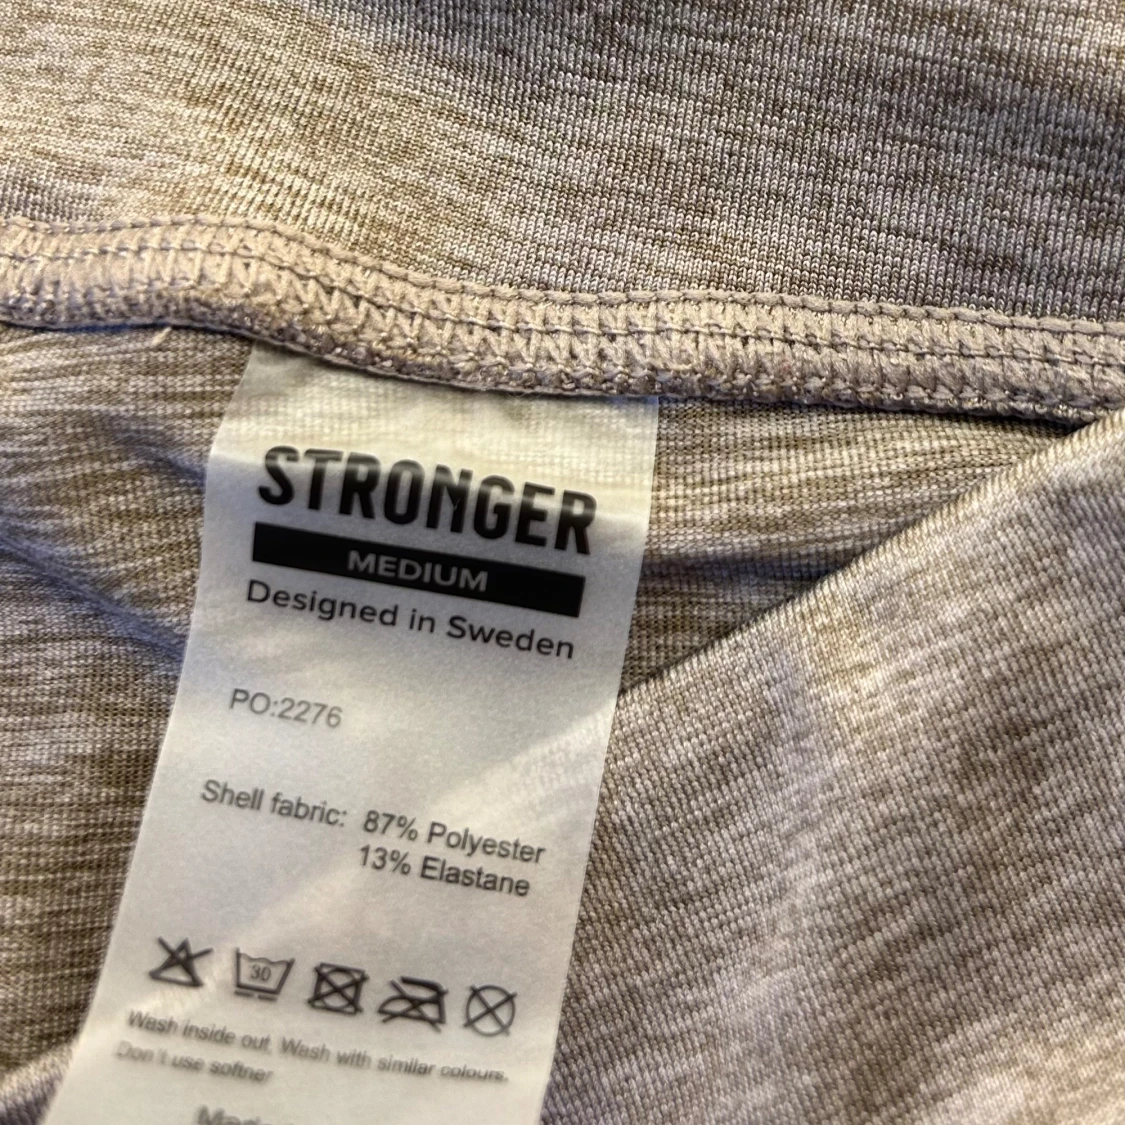 STRONGER
MEDIUM
Designed in Sweden
PO:2276
Shell fabric: 87% Polyester
13% Elastane
30
Wash inside out, Wash with similar colours.
Don't use softner